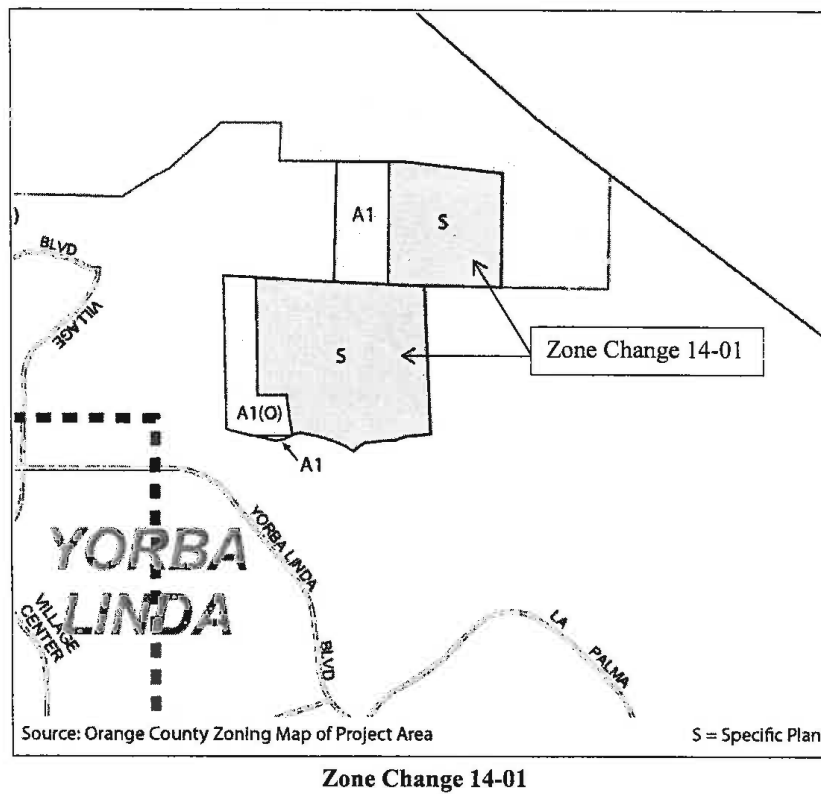 )
BLVD
VILLAGE
A1
S
Zone Change 14-01
S
A1(O)
A1
YORBA LINDA
BLVD
YORBA
LINDA
VILLAGE
CENTER
LA
PALMA
Source: Orange County Zoning Map of Project Area
S = Specific Plan
Zone Change 14-01